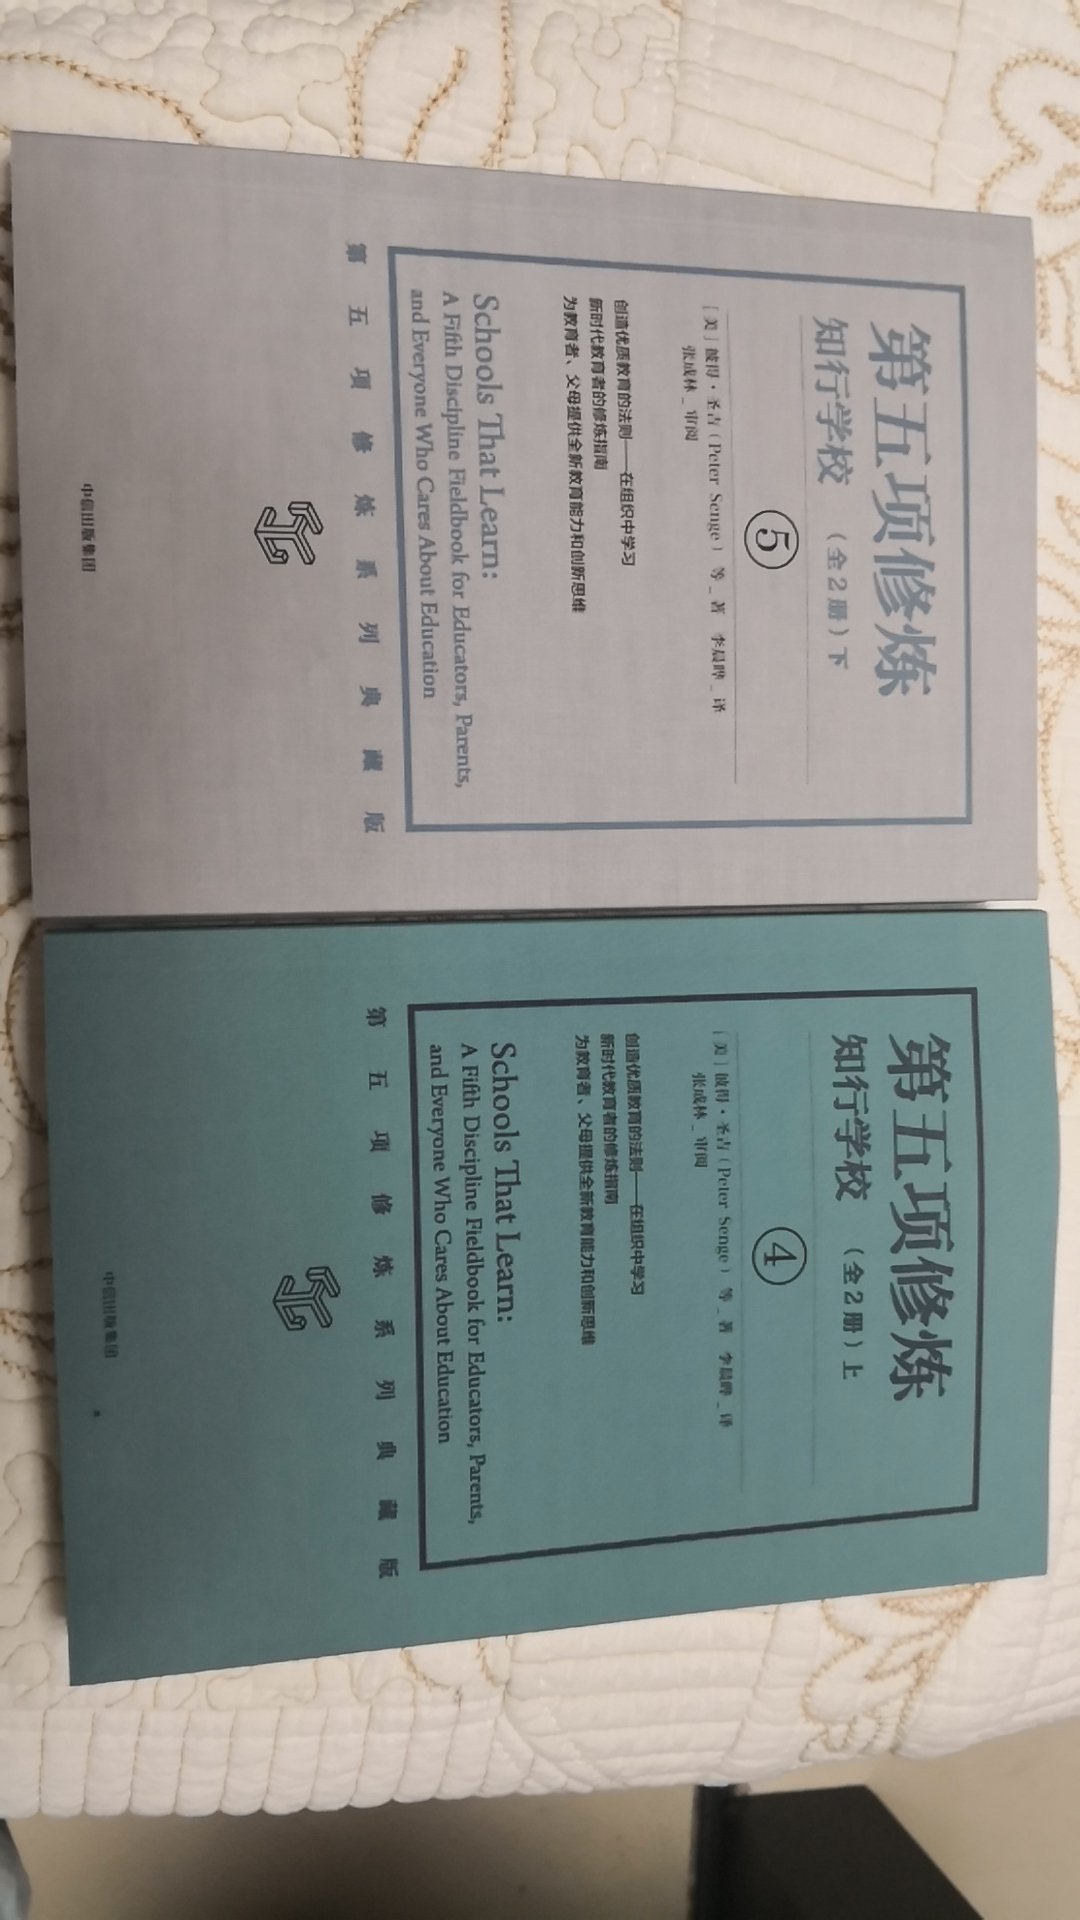 第五项修炼
知行学校（全2册）下
⑤
［美］彼得·圣吉（Peter Senge）等_著 李晨晔_译
张成林_审阅
创造优质教育的法则——在组织中学习
新时代教育者的修炼指南
为教育者、父母提供全新教育能力和创新思维
Schools That Learn:
A Fifth Discipline Fieldbook for Educators, Parents,
and Everyone Who Cares About Education
第五项修炼系列典藏版
中信出版集团
第五项修炼
知行学校（全2册）上
④
［美］彼得·圣吉（Peter Senge）等_著 李晨晔_译
张成林_审阅
创造优质教育的法则——在组织中学习
新时代教育者的修炼指南
为教育者、父母提供全新教育能力和创新思维
Schools That Learn:
A Fifth Discipline Fieldbook for Educators, Parents,
and Everyone Who Cares About Education
第五项修炼系列典藏版
中信出版集团